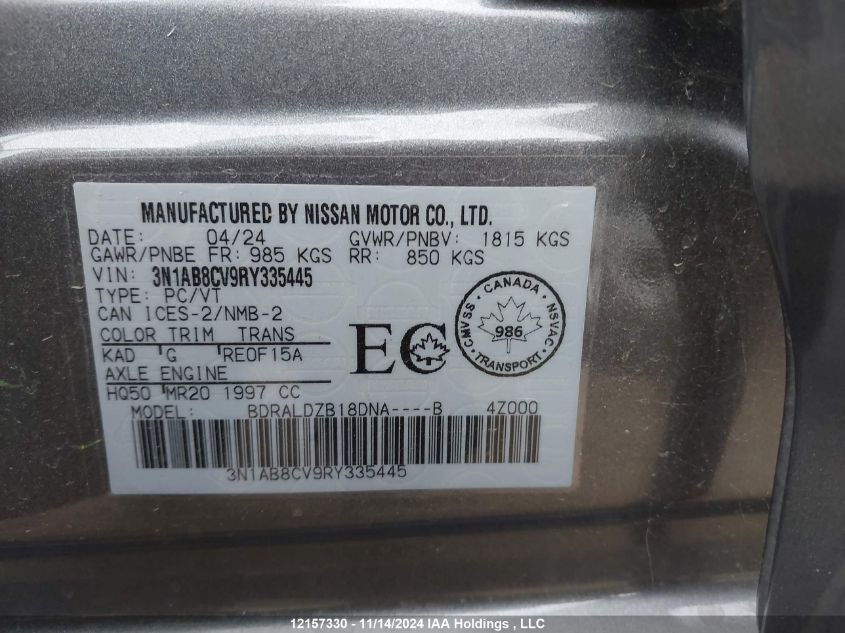 MANUFACTURED BY NISSAN MOTOR CO., LTD.
DATE: 04/24 GVWR/PNBV: 1815 KGS
GAWR/PNBE FR: 985 KGS RR: 850 KGS
VIN: 3N1AB8CV9RY335445
TYPE: PC/VT
CAN ICES-2/NMB-2
COLOR TRIM TRANS
KAD G RE0F15A
AXLE ENGINE
HQ50 MR20 1997 CC
EC
CANADA
CMVSS NSVAC
986
TRANSPORT
MODEL: BDRALDZB18DNA----B 4Z000
3N1AB8CV9RY335445
12157330 - 11/14/2024 IAA Holdings , LLC